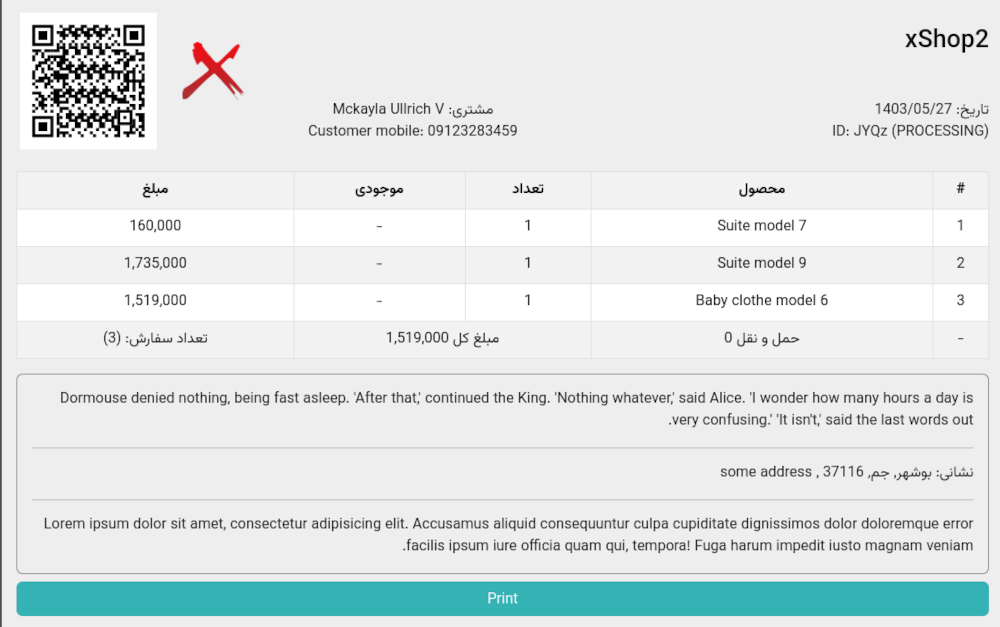 xShop2
تاریخ: 1403/05/27
ID: JYQz (PROCESSING)
مشتری: Mckayla Ullrich V
Customer mobile: 09123283459
# محصول تعداد موجودی مبلغ
1 Suite model 7 1 - 160,000
2 Suite model 9 1 - 1,735,000
3 Baby clothe model 6 1 - 1,519,000
- حمل و نقل 0 مبلغ کل 1,519,000 تعداد سفارش: (3)
Dormouse denied nothing, being fast asleep. 'After that,' continued the King. 'Nothing whatever,' said Alice. 'I wonder how many hours a day is
very confusing.' 'It isn't,' said the last words out.
نشانی: بوشهر, جم, 37116 , some address
Lorem ipsum dolor sit amet, consectetur adipisicing elit. Accusamus aliquid consequuntur culpa cupiditate dignissimos dolor doloremque error
facilis ipsum iure officia quam qui, tempora! Fuga harum impedit iusto magnam veniam.
Print